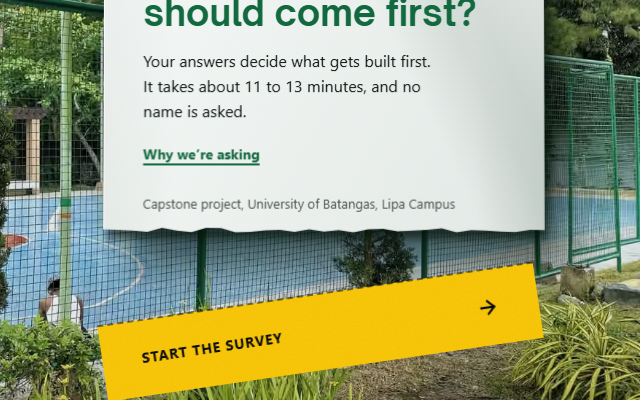 should come first?
Your answers decide what gets built first.
It takes about 11 to 13 minutes, and no
name is asked.
Why we're asking
Capstone project, University of Batangas, Lipa Campus
START THE SURVEY